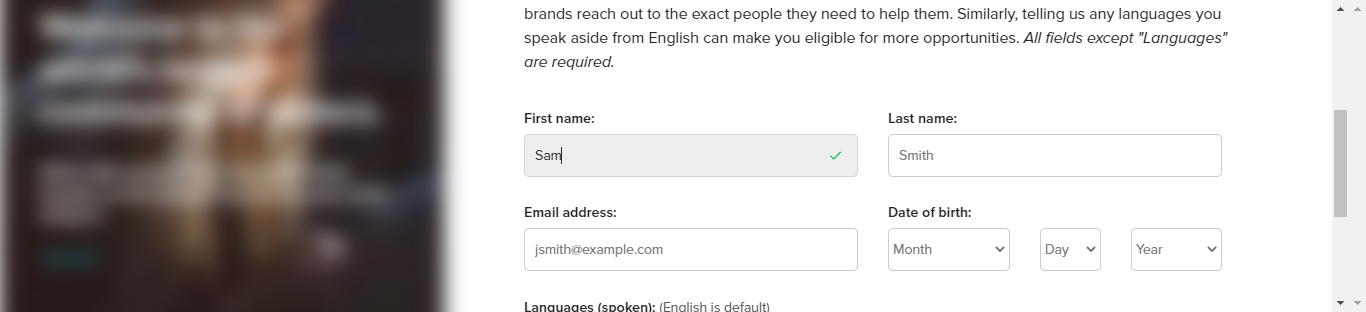 brands reach out to the exact people they need to help them. Similarly, telling us any languages you
speak aside from English can make you eligible for more opportunities. All fields except "Languages"
are required.
First name:
Last name:
Sam
Smith
Email address:
Date of birth:
jsmith@example.com
Month
Day
Year
Languages (spoken): (English is default)